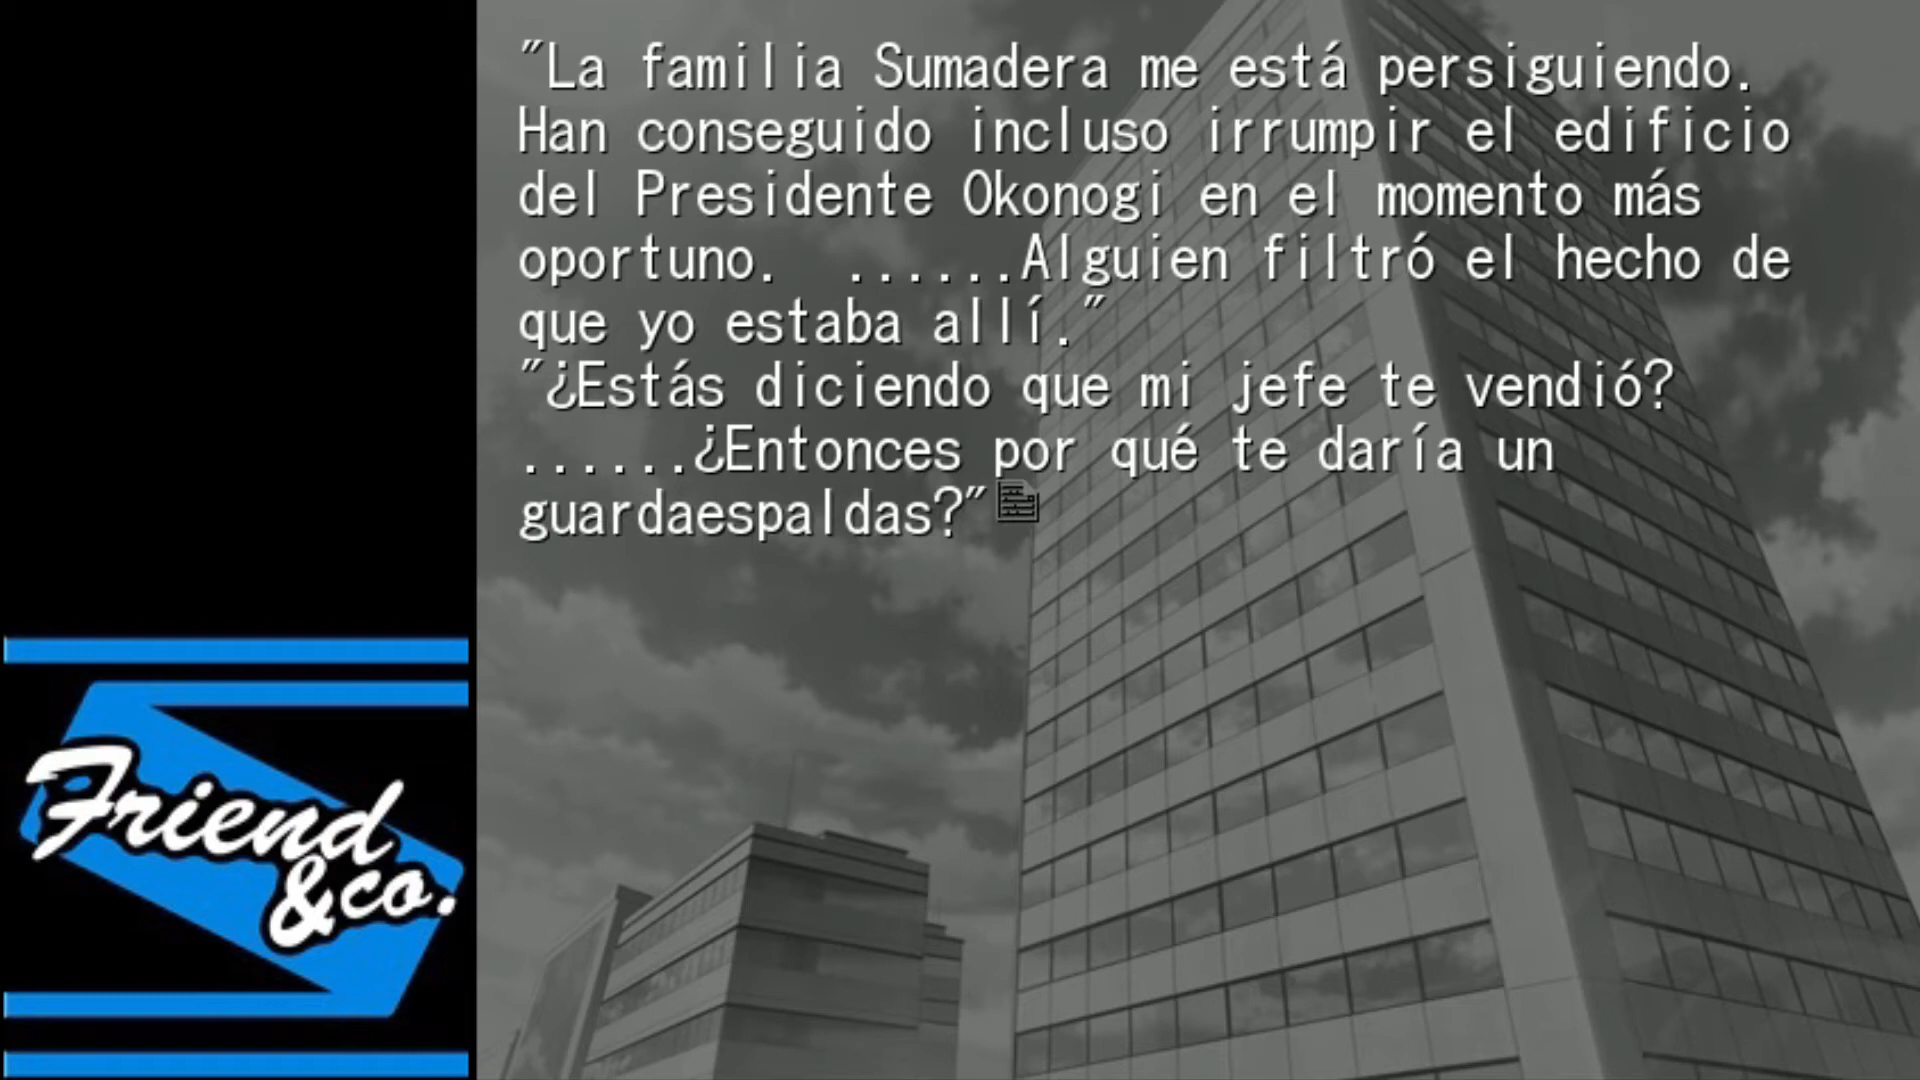 "La familia Sumadera me está persiguiendo.
Han conseguido incluso irrumpir el edificio
del Presidente Okonogi en el momento más
oportuno.  ......Alguien filtró el hecho de
que yo estaba allí."
"¿Estás diciendo que mi jefe te vendió?
......¿Entonces por qué te daría un
guardaespaldas?"
Friend
&co.